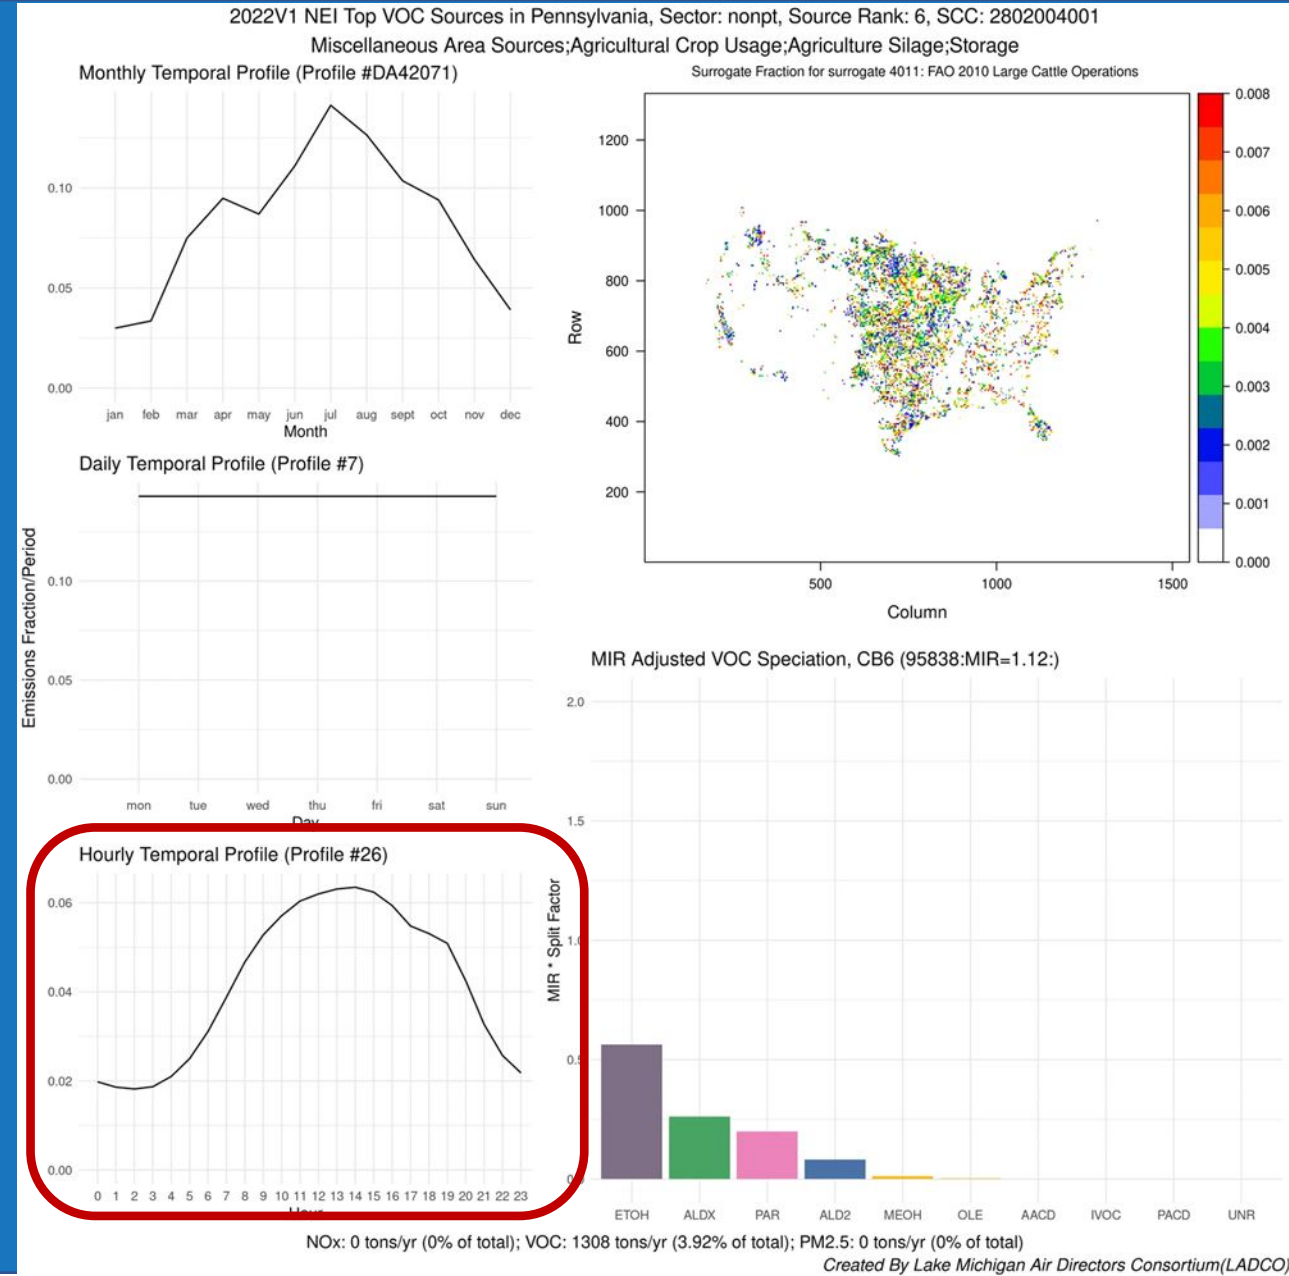 2022V1 NEI Top VOC Sources in Pennsylvania, Sector: nonpt, Source Rank: 6, SCC: 2802004001
Miscellaneous Area Sources;Agricultural Crop Usage;Agriculture Silage;Storage
Monthly Temporal Profile (Profile #DA42071)
0.10
0.05
0.00
jan feb mar apr may jun jul aug sept oct nov dec
Month
Surrogate Fraction for surrogate 4011: FAO 2010 Large Cattle Operations
1200
1000
800
600
400
200
Row
500 1000 1500
Column
0.008
0.007
0.006
0.005
0.004
0.003
0.002
0.001
0.000
Daily Temporal Profile (Profile #7)
Emissions Fraction/Period
0.10
0.05
0.00
mon tue wed thu fri sat sun
Day
Hourly Temporal Profile (Profile #26)
0.06
0.04
0.02
0.00
0 1 2 3 4 5 6 7 8 9 10 11 12 13 14 15 16 17 18 19 20 21 22 23
Hour
MIR Adjusted VOC Speciation, CB6 (95838:MIR=1.12:)
MIR * Split Factor
2.0
1.5
1.0
0.5
ETOH ALDX PAR ALD2 MEOH OLE AACD IVOC PACD UNR
NOx: 0 tons/yr (0% of total); VOC: 1308 tons/yr (3.92% of total); PM2.5: 0 tons/yr (0% of total)
Created By Lake Michigan Air Directors Consortium(LADCO)